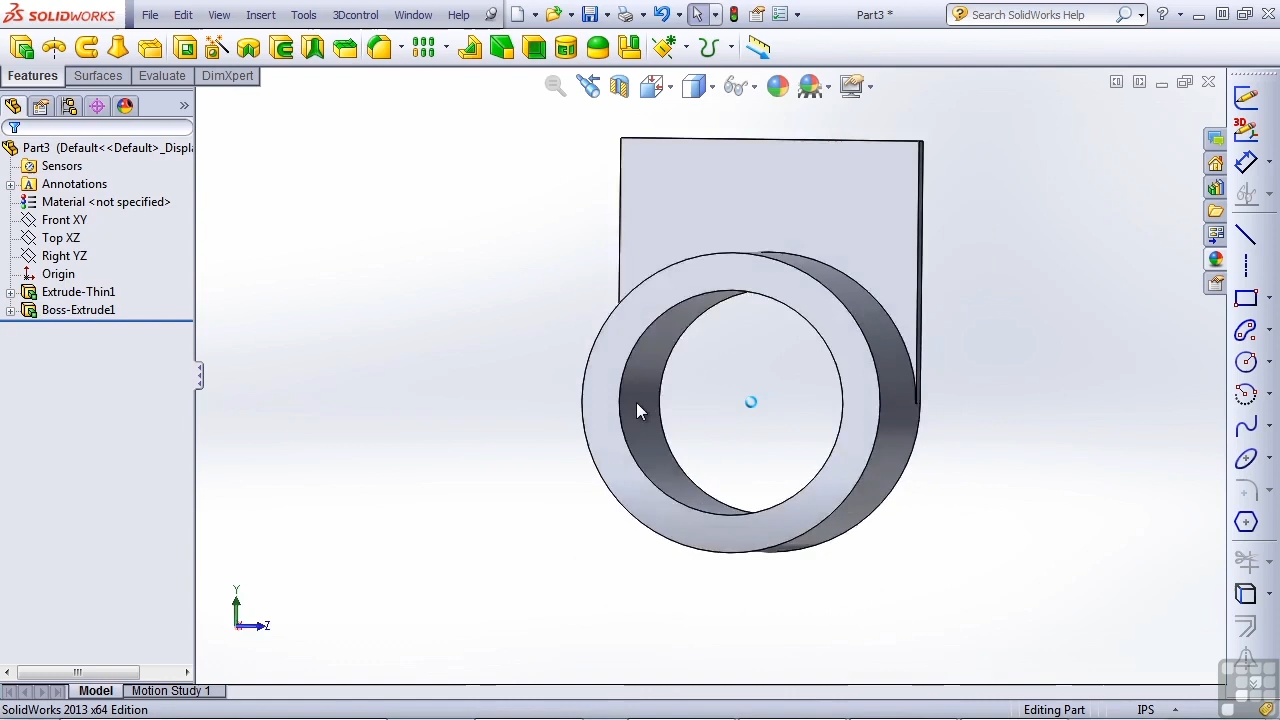 SOLIDWORKS File Edit View Insert Tools 3Dcontrol Window Help Part3 * Search SolidWorks Help
Features Surfaces Evaluate DimXpert
Part3 (Default<<Default>_Displ
Sensors
Annotations
Material <not specified>
Front XY
Top XZ
Right YZ
Origin
Extrude-Thin1
Boss-Extrude1
3D
Y
Z
Model Motion Study 1
SolidWorks 2013 x64 Edition Editing Part IPS